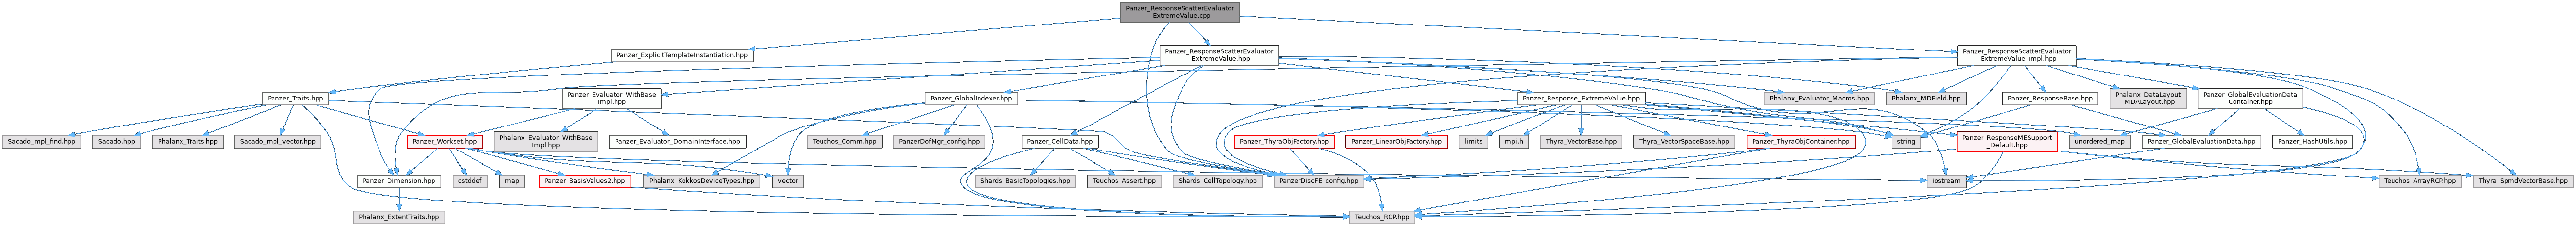 Panzer_ResponseScatterEvaluator
_ExtremeValue.cpp
Panzer_ExplicitTemplateInstantiation.hpp
Panzer_ResponseScatterEvaluator
_ExtremeValue.hpp
Panzer_ResponseScatterEvaluator
_ExtremeValue_impl.hpp
Panzer_Traits.hpp
Panzer_Evaluator_WithBase
Impl.hpp
Panzer_GlobalIndexer.hpp
Panzer_Response_ExtremeValue.hpp
Phalanx_Evaluator_Macros.hpp
Phalanx_MDField.hpp
Panzer_ResponseBase.hpp
Phalanx_DataLayout
_MDALayout.hpp
Panzer_GlobalEvaluationData
Container.hpp
Sacado_mpl_find.hpp
Sacado.hpp
Phalanx_Traits.hpp
Sacado_mpl_vector.hpp
Panzer_Workset.hpp
Phalanx_Evaluator_WithBase
Impl.hpp
Panzer_Evaluator_DomainInterface.hpp
Teuchos_Comm.hpp
PanzerDofMgr_config.hpp
Panzer_CellData.hpp
Panzer_ThyraObjFactory.hpp
Panzer_LinearObjFactory.hpp
limits
mpi.h
Thyra_VectorBase.hpp
Thyra_VectorSpaceBase.hpp
Panzer_ThyraObjContainer.hpp
string
Panzer_ResponseMESupport
_Default.hpp
unordered_map
Panzer_GlobalEvaluationData.hpp
Panzer_HashUtils.hpp
Panzer_Dimension.hpp
cstddef
map
Panzer_BasisValues2.hpp
Phalanx_KokkosDeviceTypes.hpp
vector
Shards_BasicTopologies.hpp
Teuchos_Assert.hpp
Shards_CellTopology.hpp
PanzerDiscFE_config.hpp
iostream
Teuchos_ArrayRCP.hpp
Thyra_SpmdVectorBase.hpp
Phalanx_ExtentTraits.hpp
Teuchos_RCP.hpp